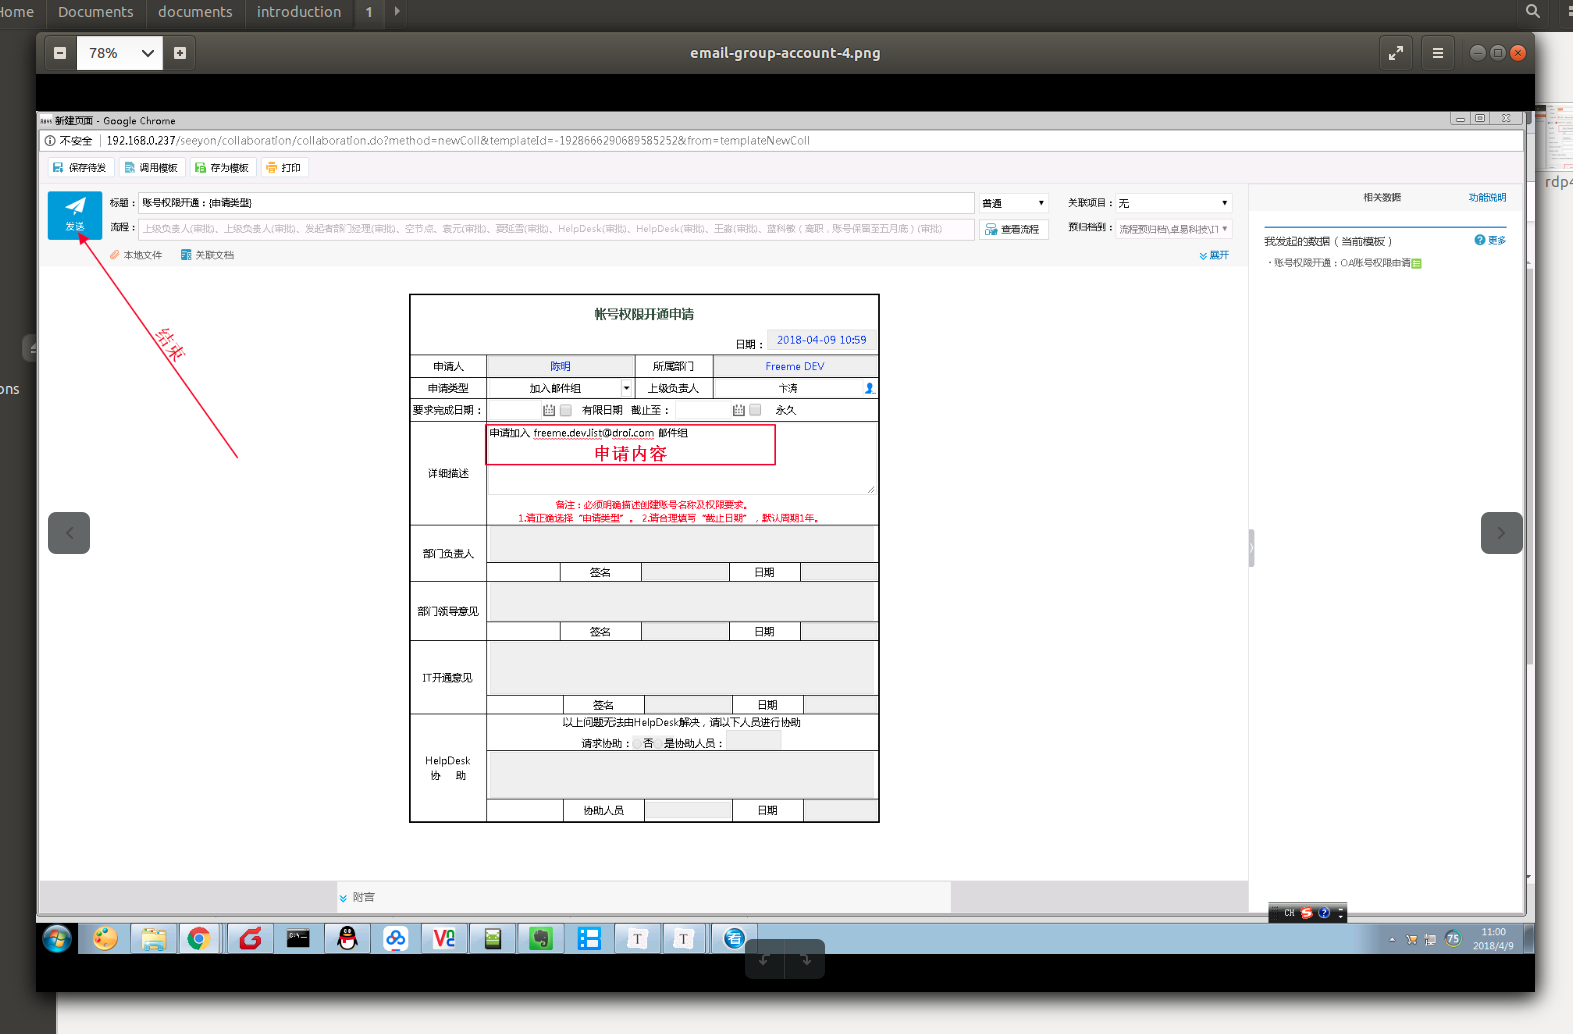 Home Documents documents introduction 1
78%
email-group-account-4.png
新建页面 - Google Chrome
不安全 192.168.0.237/seeyon/collaboration/collaboration.do?method=newColl&templateId=-1928666290689585252&from=templateNewColl
保存待发 调用模板 存为模板 打印
发送
标题： 账号权限开通：{申请类型} 普通 关联项目： 无
流程： 上级负责人(审批)、上级负责人(审批)、发起者部门经理(审批)、空节点、袁元(审批)、夏延雪(审批)、HelpDesk(审批)、HelpDesk(审批)、王俞(审批)、蓝科敏（离职，账号保留至五月底）(审批) 查看流程 预归档到： 流程预归档\卓易科技\IT
本地文件 关联文档 展开
相关数据 功能说明
我发起的数据（当前模板） 更多
· 账号权限开通：OA账号权限申请
rdp4
ons
结束
帐号权限开通申请
日期： 2018-04-09 10:59
申请人 陈明 所属部门 Freeme DEV
申请类型 加入邮件组 上级负责人 卞涛
要求完成日期： 有限日期 截止至： 永久
详细描述
申请加入 freeme.dev.list@droi.com 邮件组
申请内容
备注：必须明确描述创建账号名称及权限要求。
1.请正确选择“申请类型”。 2.请合理填写“截止日期”，默认周期1年。
部门负责人
签名 日期
部门领导意见
签名 日期
IT开通意见
签名 日期
以上问题无法由HelpDesk解决，请以下人员进行协助
请求协助： 否 是 协助人员：
HelpDesk
协 助
协助人员 日期
附言
CH
75
11:00
2018/4/9